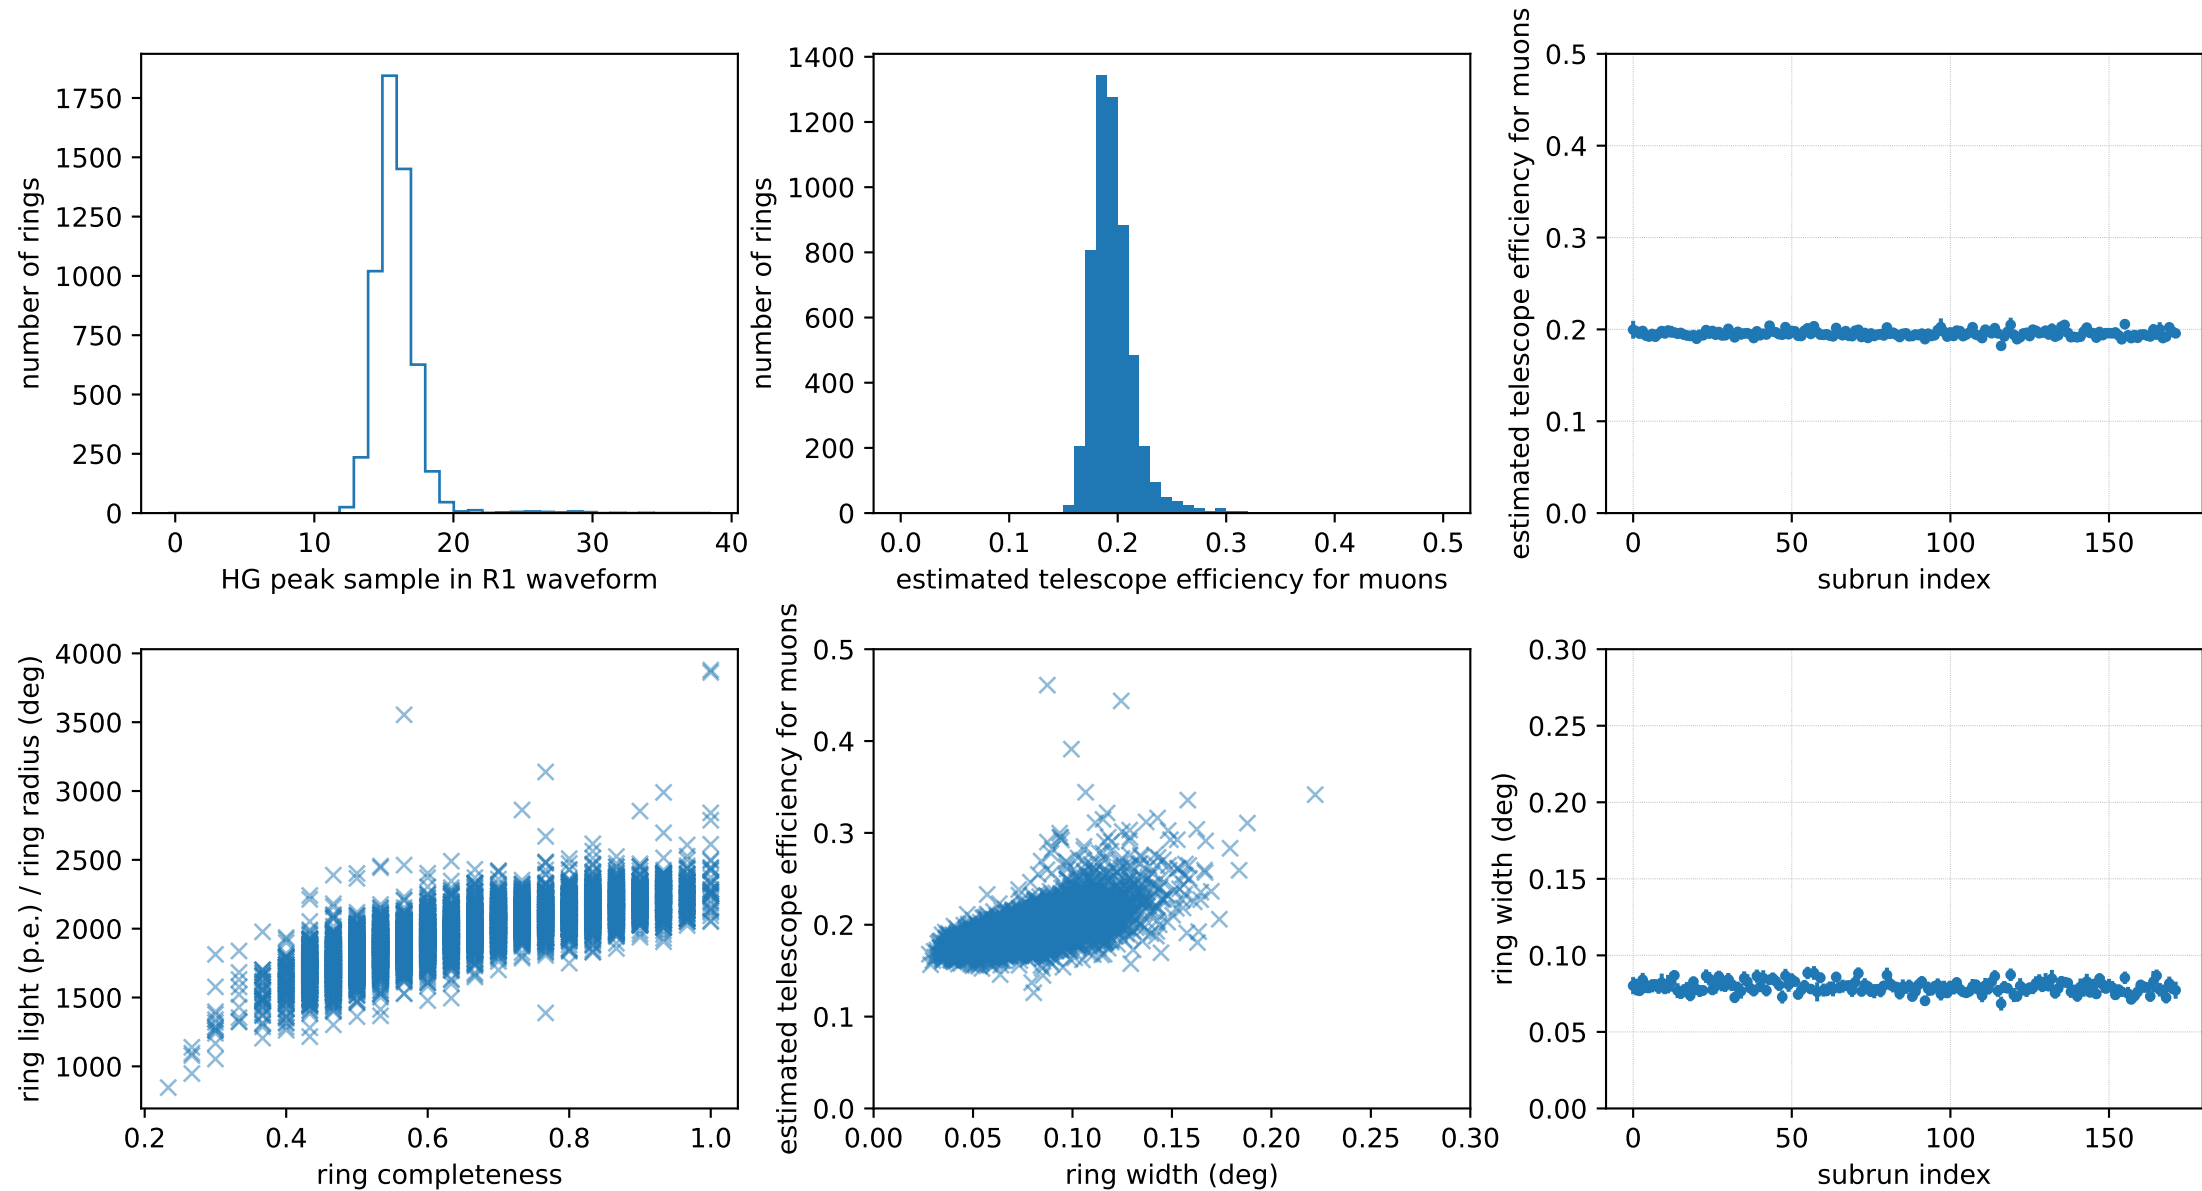 number of rings
1750
1500
1250
1000
750
500
250
0
0 10 20 30 40
HG peak sample in R1 waveform
number of rings
1400
1200
1000
800
600
400
200
0
0.0 0.1 0.2 0.3 0.4 0.5
estimated telescope efficiency for muons
estimated telescope efficiency for muons
0.5
0.4
0.3
0.2
0.1
0.0
0 50 100 150
subrun index
ring light (p.e.) / ring radius (deg)
4000
3500
3000
2500
2000
1500
1000
0.2 0.4 0.6 0.8 1.0
ring completeness
estimated telescope efficiency for muons
0.5
0.4
0.3
0.2
0.1
0.0
0.00 0.05 0.10 0.15 0.20 0.25 0.30
ring width (deg)
ring width (deg)
0.30
0.25
0.20
0.15
0.10
0.05
0.00
0 50 100 150
subrun index